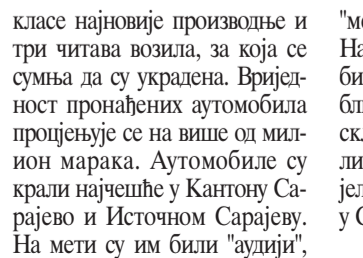 класе најновије производње и
три читава возила, за која се
сумња да су украдена. Вријед-
ност пронађених аутомобила
процјењује се на више од мил-
ион марака. Аутомобиле су
крали најчешће у Кантону Са-
рајево и Источном Сарајеву.
На мети су им били "аудији",